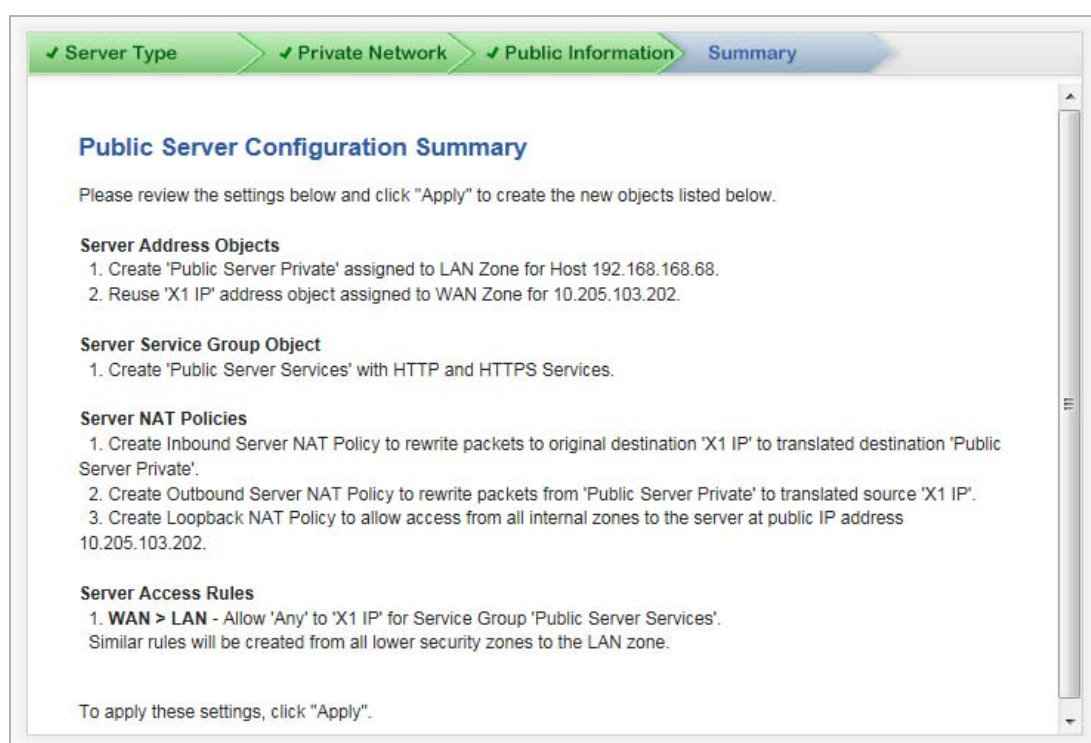 ✔ Server Type ✔ Private Network ✔ Public Information Summary
Public Server Configuration Summary
Please review the settings below and click "Apply" to create the new objects listed below.
Server Address Objects
1. Create 'Public Server Private' assigned to LAN Zone for Host 192.168.168.68.
2. Reuse 'X1 IP' address object assigned to WAN Zone for 10.205.103.202.
Server Service Group Object
1. Create 'Public Server Services' with HTTP and HTTPS Services.
Server NAT Policies
1. Create Inbound Server NAT Policy to rewrite packets to original destination 'X1 IP' to translated destination 'Public
Server Private'.
2. Create Outbound Server NAT Policy to rewrite packets from 'Public Server Private' to translated source 'X1 IP'.
3. Create Loopback NAT Policy to allow access from all internal zones to the server at public IP address
10.205.103.202.
Server Access Rules
1. WAN > LAN - Allow 'Any' to 'X1 IP' for Service Group 'Public Server Services'.
Similar rules will be created from all lower security zones to the LAN zone.
To apply these settings, click "Apply".